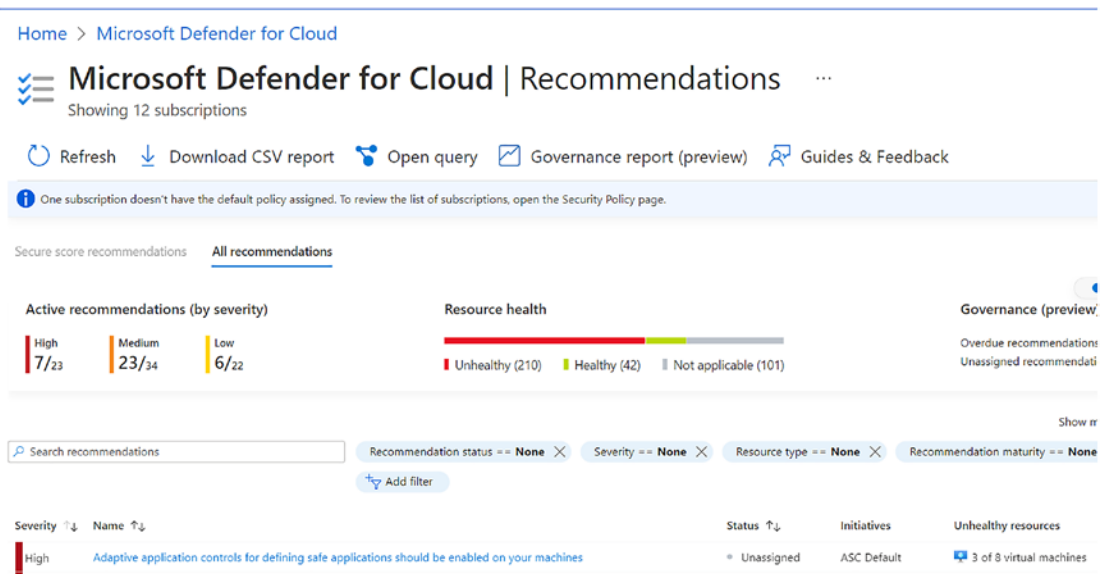 Home > Microsoft Defender for Cloud
Microsoft Defender for Cloud | Recommendations ...
Showing 12 subscriptions
Refresh Download CSV report Open query Governance report (preview) Guides & Feedback
One subscription doesn't have the default policy assigned. To review the list of subscriptions, open the Security Policy page.
Secure score recommendations All recommendations
Active recommendations (by severity) Resource health Governance (preview)
High Medium Low
7/23 23/34 6/22
Unhealthy (210) Healthy (42) Not applicable (101)
Overdue recommendations
Unassigned
Show
Search recommendations Recommendation status == None Severity == None Resource type == None Recommendation maturity == None
Add filter
Severity Name Status Initiatives Unhealthy resources
High Adaptive application controls for defining safe applications should be enabled on your machines Unassigned ASC Default 3 of 8 virtual machines